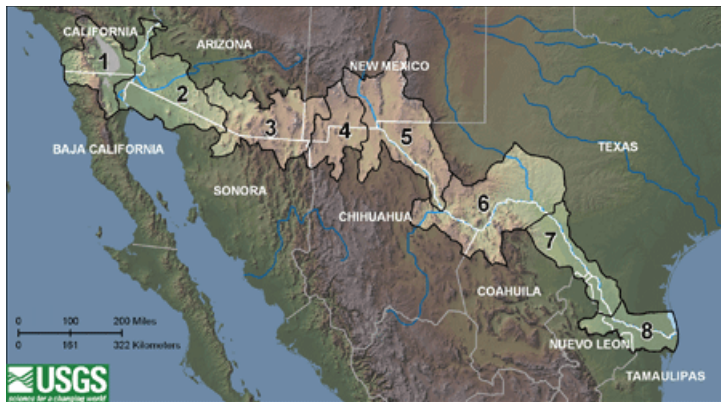 CALIFORNIA
ARIZONA
NEW MEXICO
TEXAS
BAJA CALIFORNIA
SONORA
CHIHUAHUA
COAHUILA
NUEVO LEON
TAMAULIPAS
1
2
3
4
5
6
7
8
0 100 200 Miles
0 161 322 Kilometers
USGS
science for a changing world